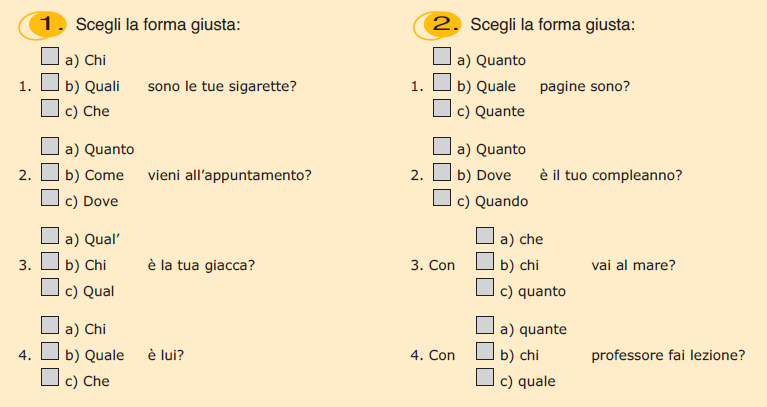 1. Scegli la forma giusta:
a) Chi
1. b) Quali sono le tue sigarette?
c) Che
a) Quanto
2. b) Come vieni all’appuntamento?
c) Dove
a) Qual’
3. b) Chi è la tua giacca?
c) Qual
a) Chi
4. b) Quale è lui?
c) Che
2. Scegli la forma giusta:
a) Quanto
1. b) Quale pagine sono?
c) Quante
a) Quanto
2. b) Dove è il tuo compleanno?
c) Quando
a) che
3. Con b) chi vai al mare?
c) quanto
a) quante
4. Con b) chi professore fai lezione?
c) quale